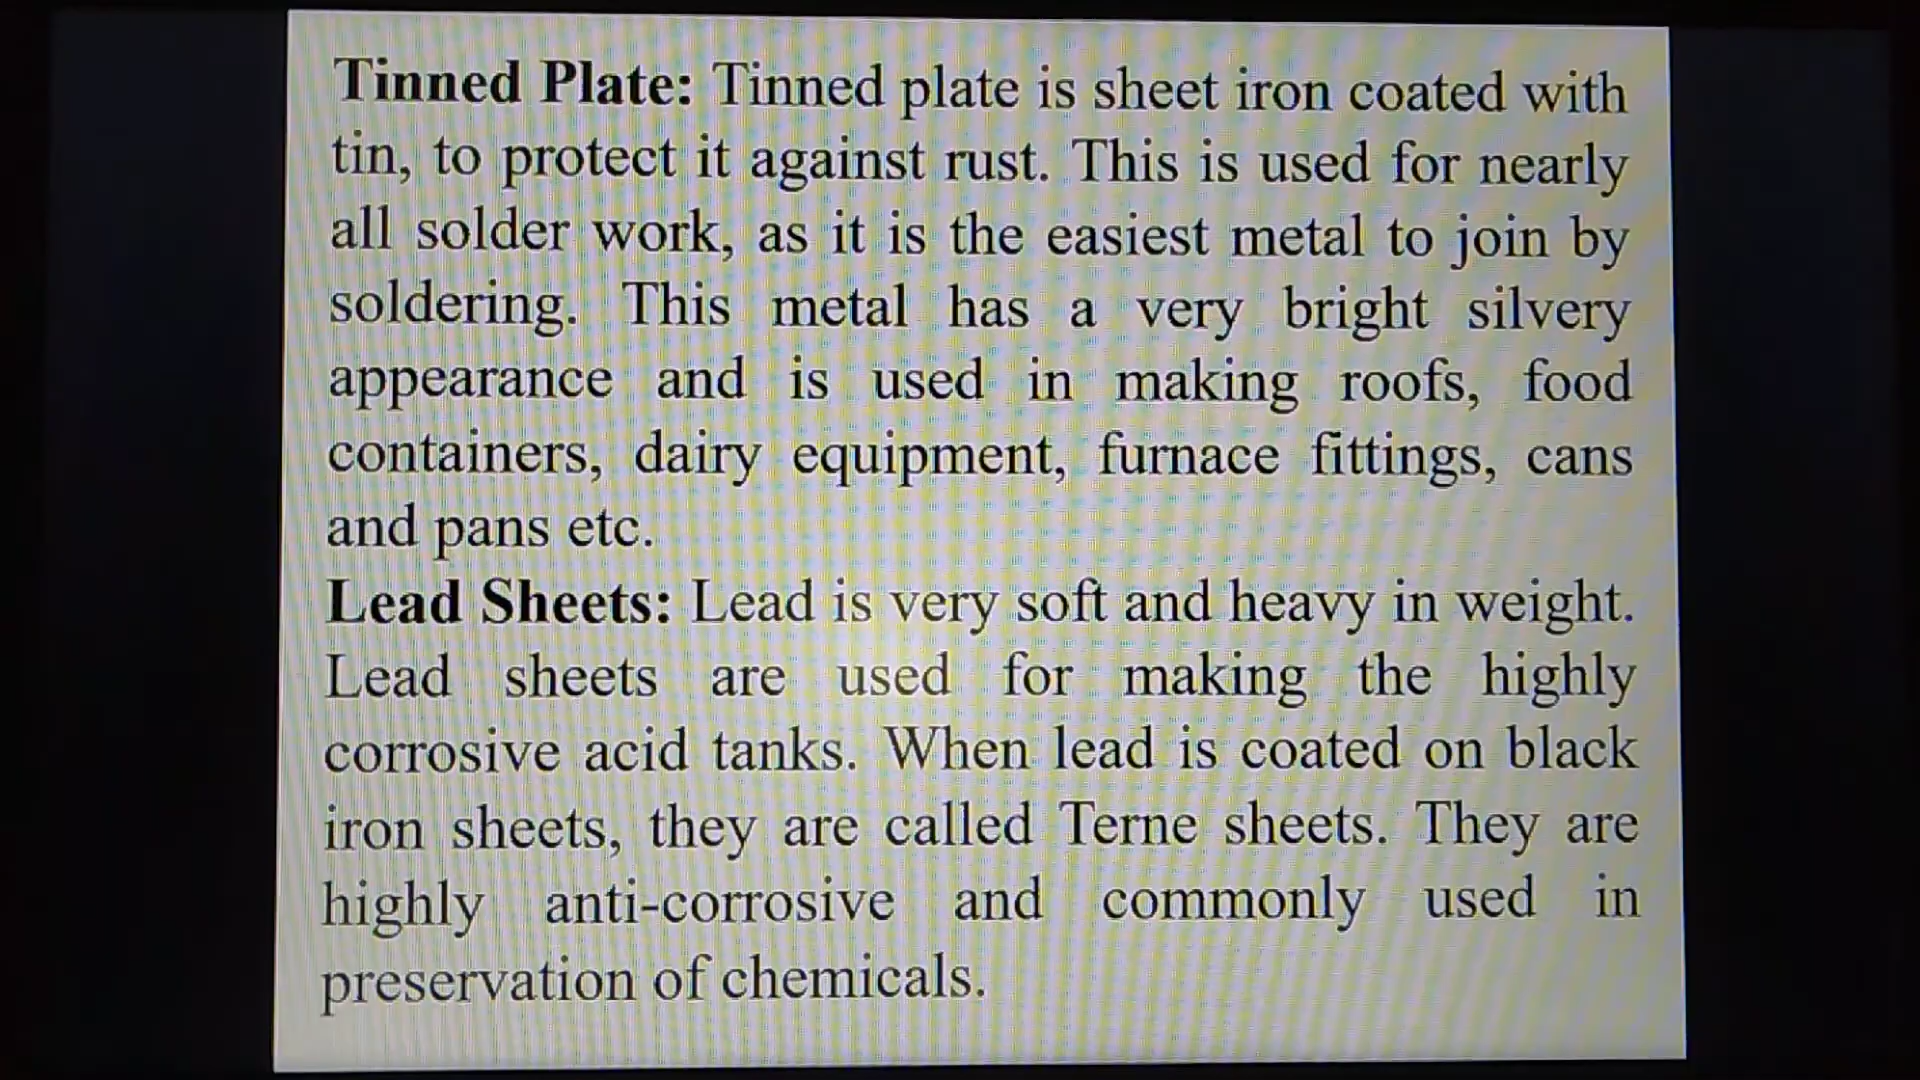 Tinned Plate: Tinned plate is sheet iron coated with
tin, to protect it against rust. This is used for nearly
all solder work, as it is the easiest metal to join by
soldering. This metal has a very bright silvery
appearance and is used in making roofs, food
containers, dairy equipment, furnace fittings, cans
and pans etc.
Lead Sheets: Lead is very soft and heavy in weight.
Lead sheets are used for making the highly
corrosive acid tanks. When lead is coated on black
iron sheets, they are called Terne sheets. They are
highly anti-corrosive and commonly used in
preservation of chemicals.